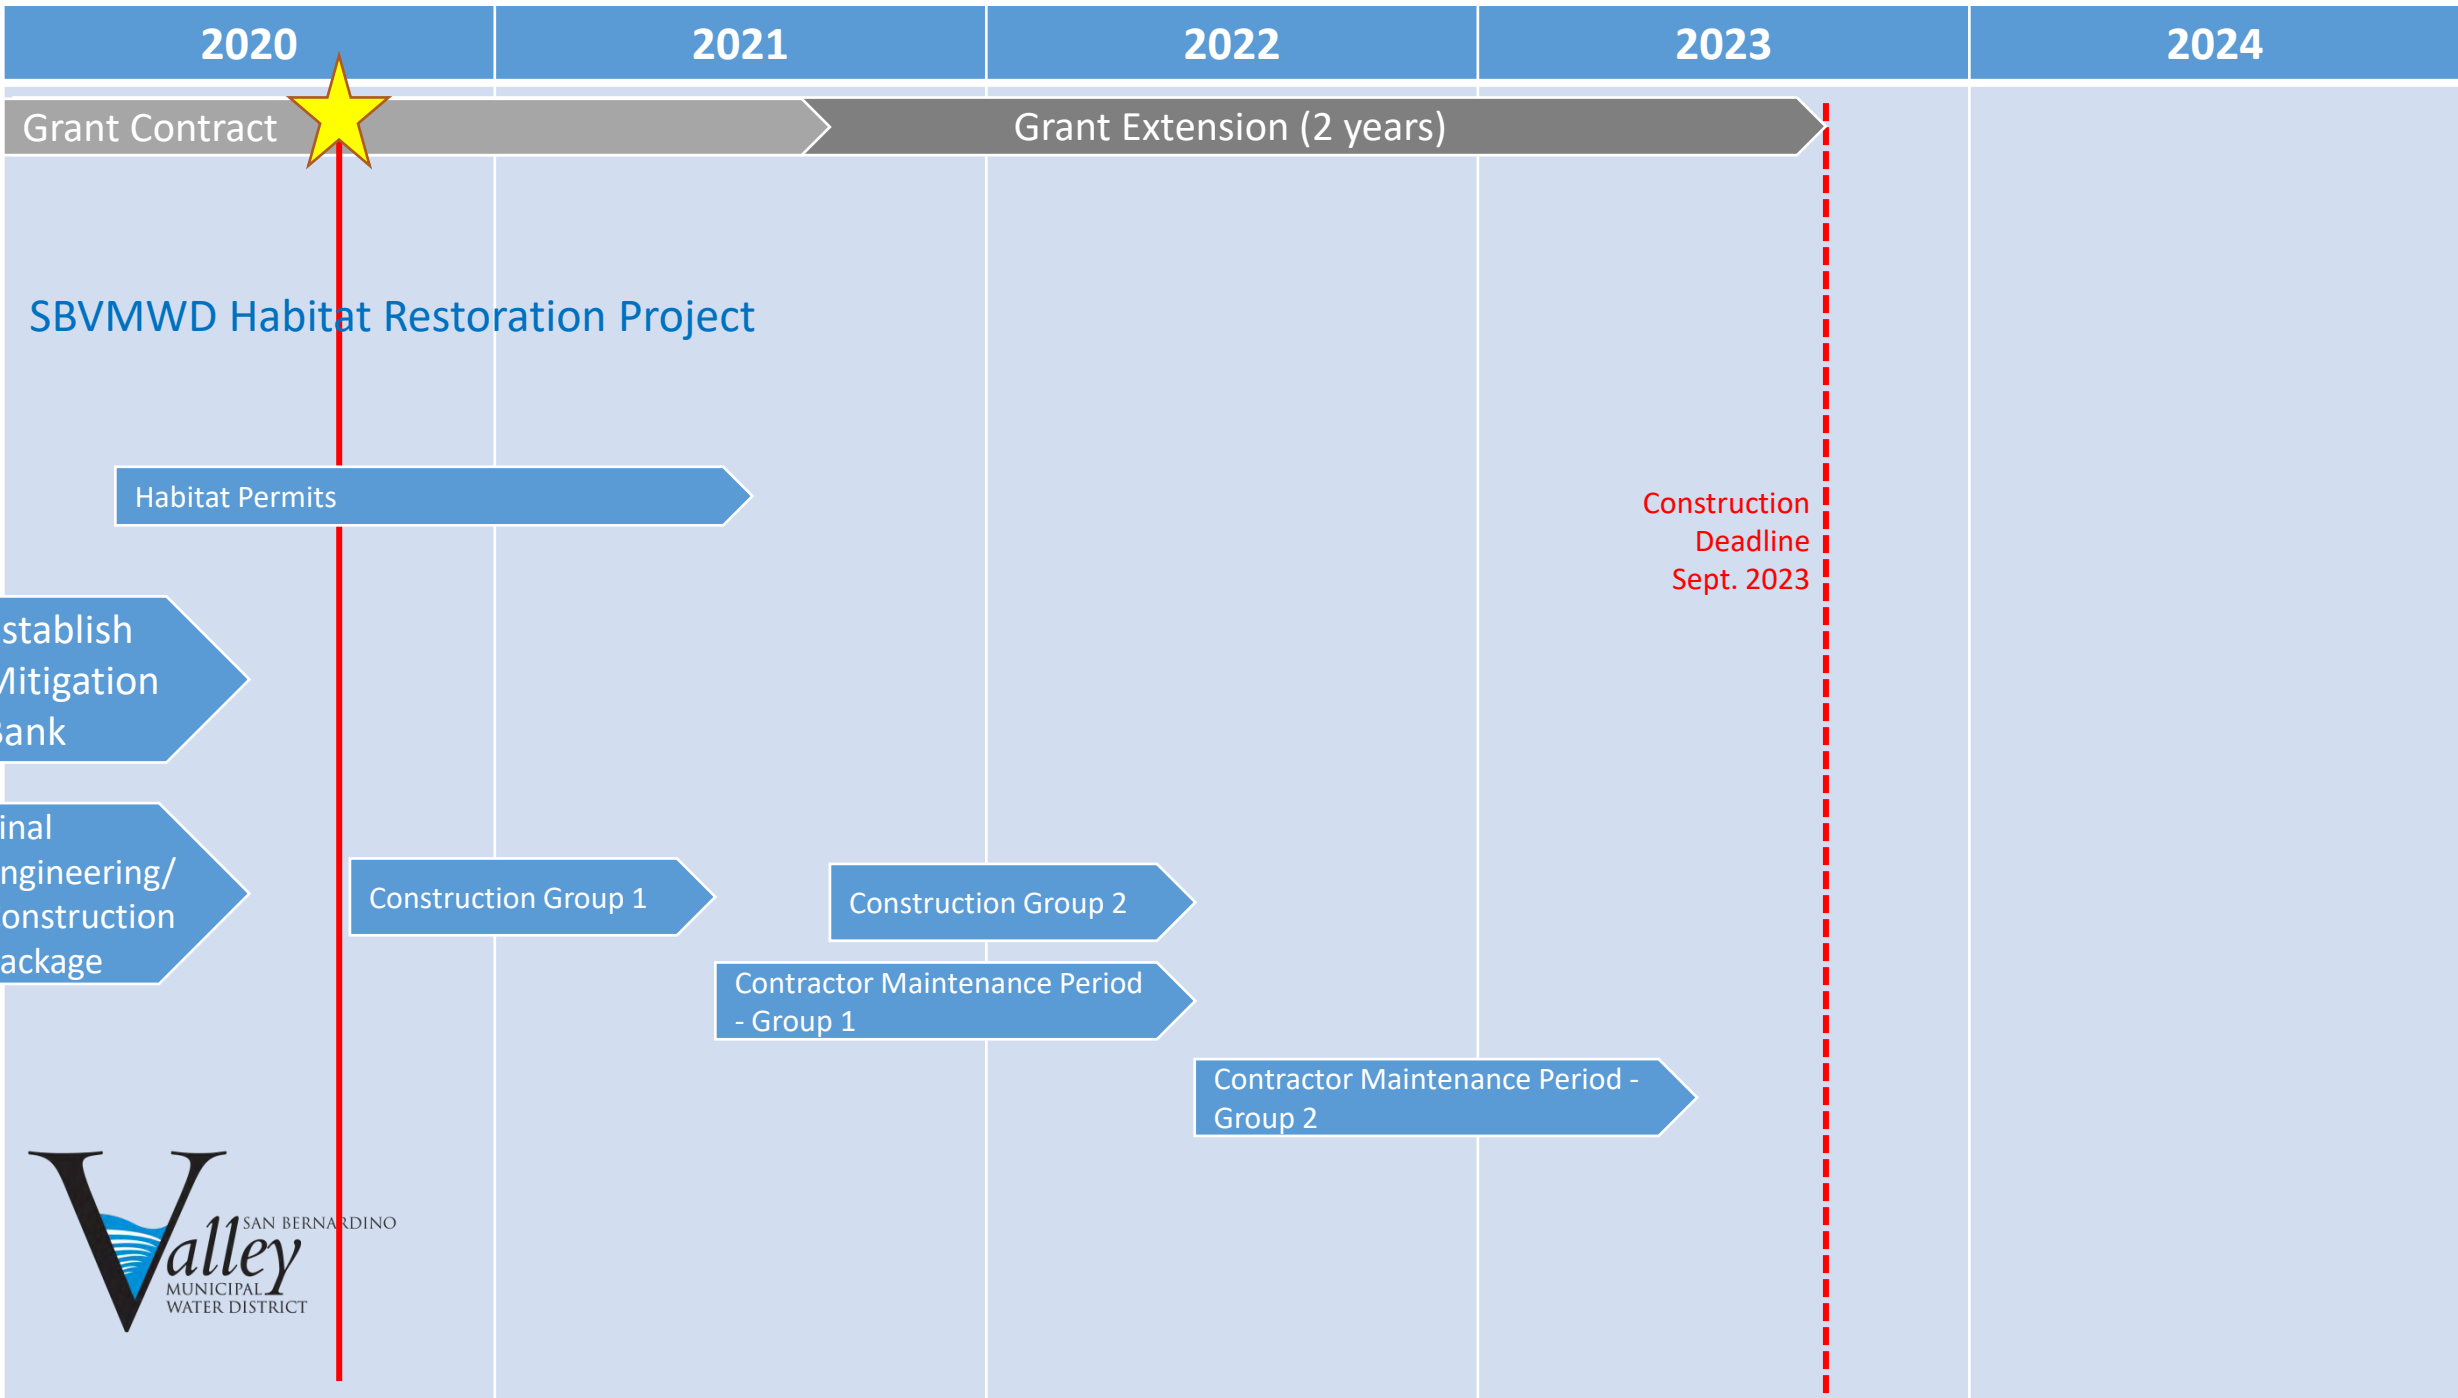 2020 2021 2022 2023 2024
Grant Contract
Grant Extension (2 years)
SBVMWD Habitat Restoration Project
Habitat Permits
Construction
Deadline
Sept. 2023
stablish
Mitigation
Bank
inal
ngineering/
onstruction
ackage
Construction Group 1
Construction Group 2
Contractor Maintenance Period
- Group 1
Contractor Maintenance Period -
Group 2
SAN BERNARDINO
Valley
MUNICIPAL
WATER DISTRICT